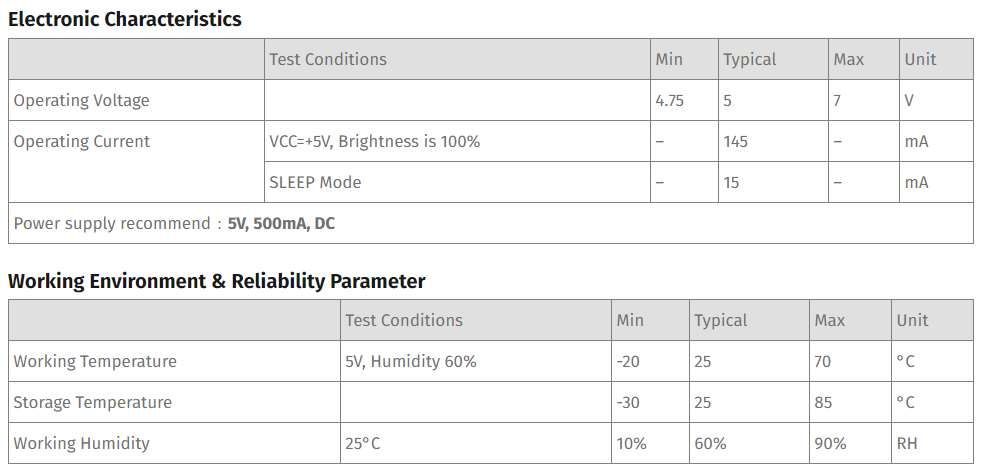 Electronic Characteristics
Test Conditions Min Typical Max Unit
Operating Voltage 4.75 5 7 V
Operating Current VCC=+5V, Brightness is 100% – 145 – mA
SLEEP Mode – 15 – mA
Power supply recommend：5V, 500mA, DC
Working Environment & Reliability Parameter
Test Conditions Min Typical Max Unit
Working Temperature 5V, Humidity 60% -20 25 70 °C
Storage Temperature -30 25 85 °C
Working Humidity 25°C 10% 60% 90% RH